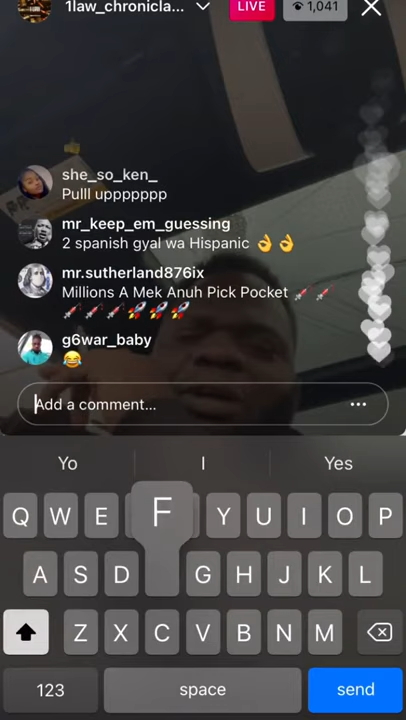 1law_chronicla...
LIVE
1,041
she_so_ken_
Pulll uppppppp
mr_keep_em_guessing
2 spanish gyal wa Hispanic 👌👌
mr.sutherland876ix
Millions A Mek Anuh Pick Pocket
g6war_baby
😂
Add a comment...
Yo I Yes
Q W E F Y U I O P
A S D G H J K L
Z X C V B N M
123 space send